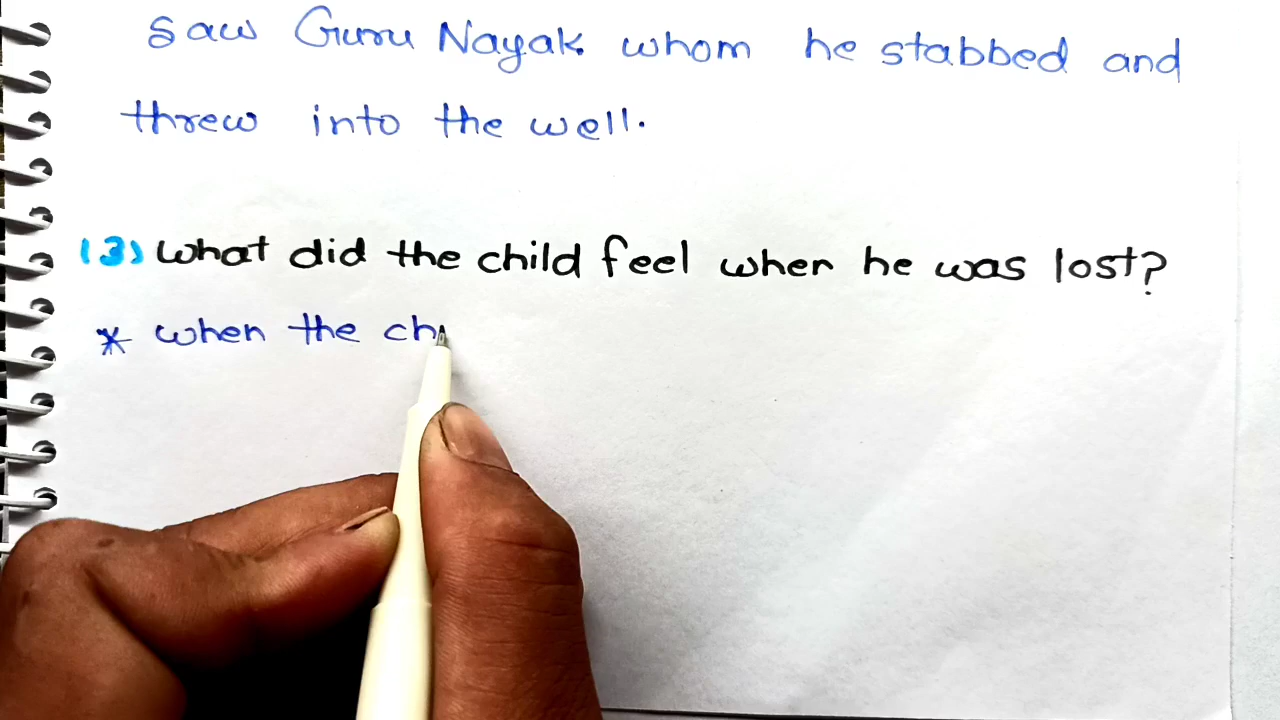 saw Guru Nayak whom he stabbed and
threw into the well.
(3) What did the child feel when he was lost?
* when the ch